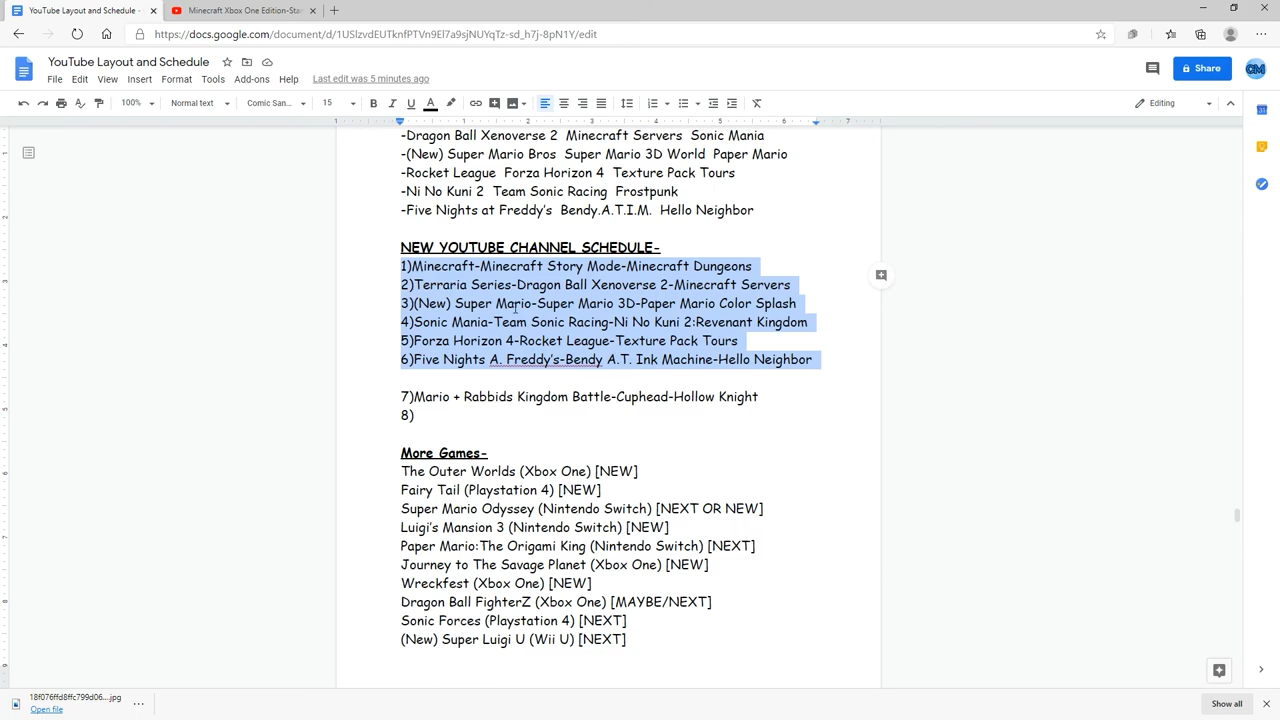 YouTube Layout and Schedule -
Minecraft Xbox One Edition-Sta
https://docs.google.com/document/d/1USlzvdEUTknfPTVn9El7a9sjNUYqTz-sd_h7j-8pN1Y/edit
YouTube Layout and Schedule
File Edit View Insert Format Tools Add-ons Help Last edit was 5 minutes ago
Share
CM
100% Normal text Comic San... 15 B I U A Editing
1 1 2 3 4 5 6 7
-Dragon Ball Xenoverse 2  Minecraft Servers  Sonic Mania
-(New) Super Mario Bros  Super Mario 3D World  Paper Mario
-Rocket League  Forza Horizon 4  Texture Pack Tours
-Ni No Kuni 2  Team Sonic Racing  Frostpunk
-Five Nights at Freddy's  Bendy.A.T.I.M.  Hello Neighbor
NEW YOUTUBE CHANNEL SCHEDULE-
1)Minecraft-Minecraft Story Mode-Minecraft Dungeons
2)Terraria Series-Dragon Ball Xenoverse 2-Minecraft Servers
3)(New) Super Mario-Super Mario 3D-Paper Mario Color Splash
4)Sonic Mania-Team Sonic Racing-Ni No Kuni 2:Revenant Kingdom
5)Forza Horizon 4-Rocket League-Texture Pack Tours
6)Five Nights A. Freddy's-Bendy A.T. Ink Machine-Hello Neighbor
7)Mario + Rabbids Kingdom Battle-Cuphead-Hollow Knight
8)
More Games-
The Outer Worlds (Xbox One) [NEW]
Fairy Tail (Playstation 4) [NEW]
Super Mario Odyssey (Nintendo Switch) [NEXT OR NEW]
Luigi's Mansion 3 (Nintendo Switch) [NEW]
Paper Mario:The Origami King (Nintendo Switch) [NEXT]
Journey to The Savage Planet (Xbox One) [NEW]
Wreckfest (Xbox One) [NEW]
Dragon Ball FighterZ (Xbox One) [MAYBE/NEXT]
Sonic Forces (Playstation 4) [NEXT]
(New) Super Luigi U (Wii U) [NEXT]
18f076ffd8ffc799d06....jpg
Open file
Show all